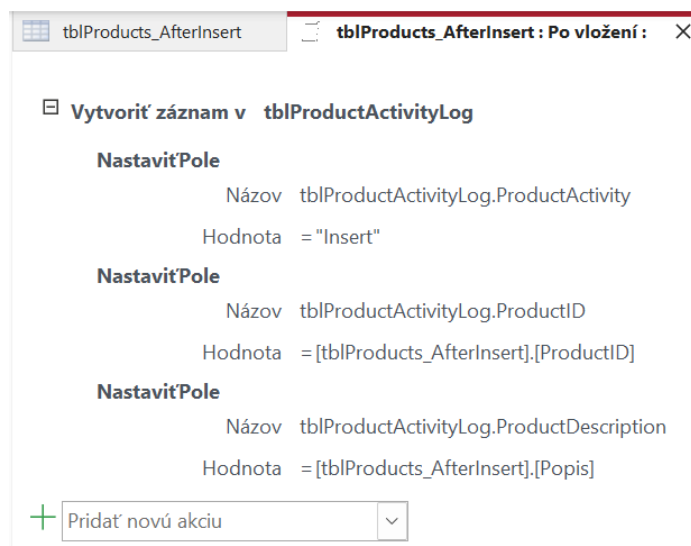 tblProducts_AfterInsert
tblProducts_AfterInsert : Po vložení :
Vytvoriť záznam v tblProductActivityLog
NastaviťPole
Názov tblProductActivityLog.ProductActivity
Hodnota ="Insert"
NastaviťPole
Názov tblProductActivityLog.ProductID
Hodnota =[tblProducts_AfterInsert].[ProductID]
NastaviťPole
Názov tblProductActivityLog.ProductDescription
Hodnota =[tblProducts_AfterInsert].[Popis]
Pridať novú akciu